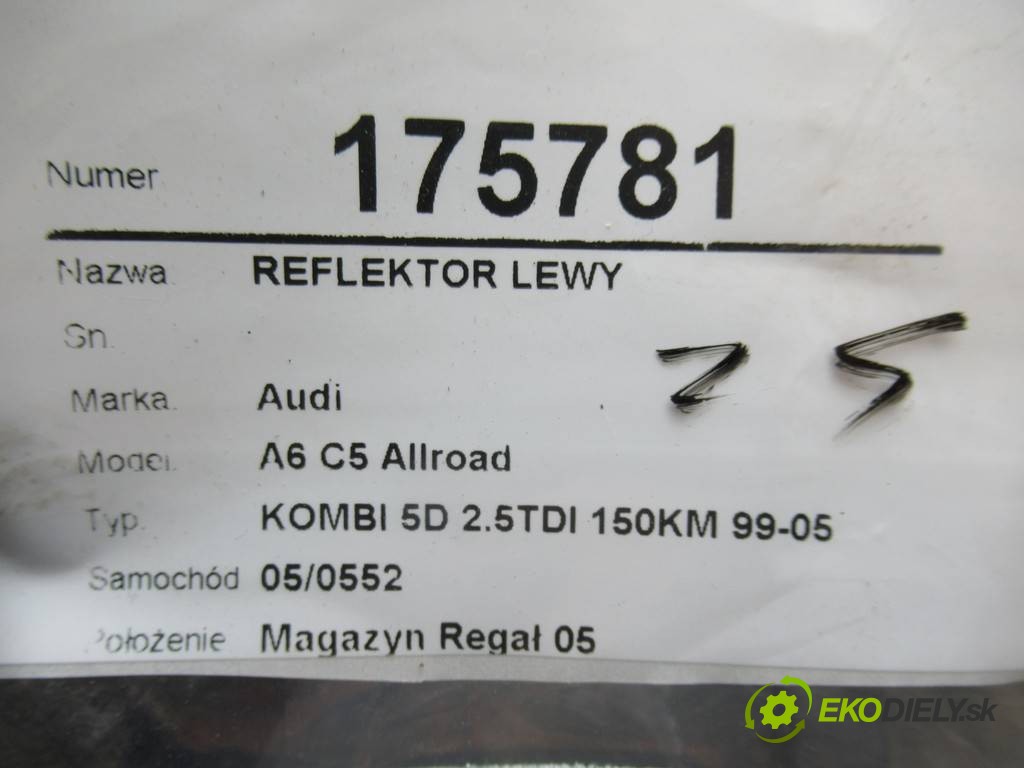 Numer 175781
Nazwa REFLEKTOR LEWY
Sn.
Marka. Audi
Model. A6 C5 Allroad
Typ. KOMBI 5D 2.5TDI 150KM 99-05
Samochód 05/0552
Położenie Magazyn Regał 05
25
EKODIELY.sk